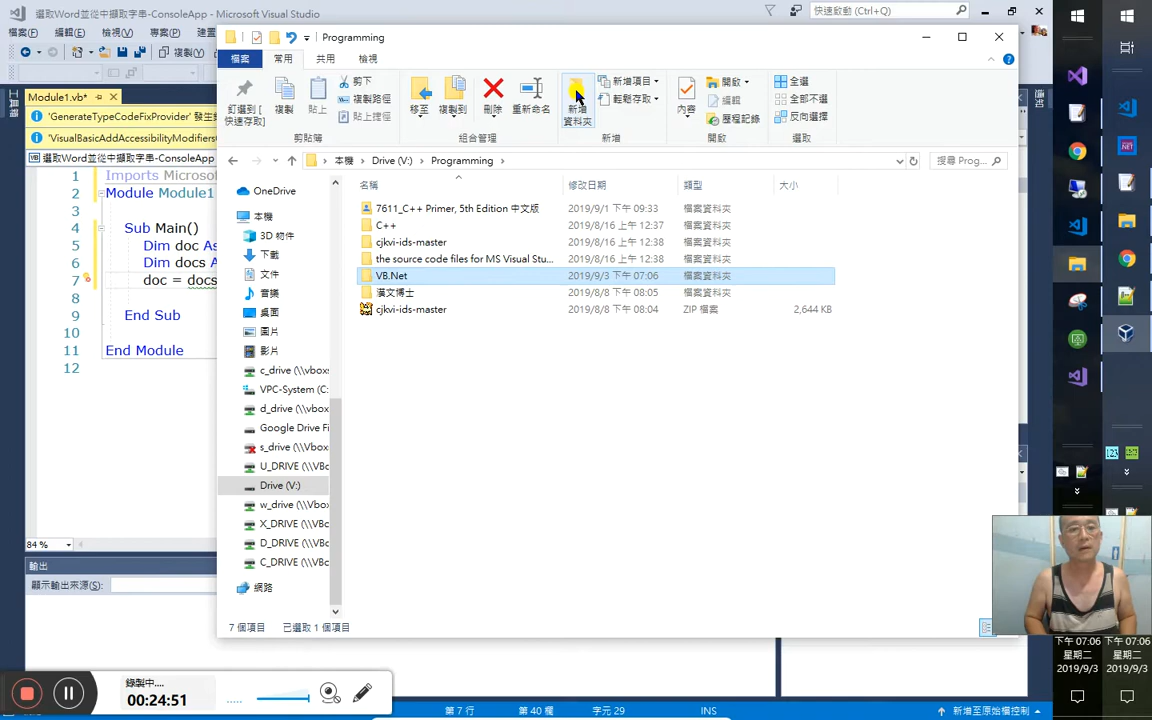 選取Word並從中擷取字串-ConsoleApp - Microsoft Visual Studio
快速啟動 (Ctrl+Q)
檔案(F)
編輯(E)
檢視(V)
專案(P)
建置
複製(Y)
Programming
檔案
常用
共用
檢視
釘選到 [
快速存取]
複製
貼上
剪下
複製路徑
貼上捷徑
剪貼簿
移至
複製到
刪除
重新命名
組合管理
新增
資料夾
新增項目
輕鬆存取
新增
內容
開啟
編輯
歷程記錄
開啟
全選
全部不選
反向選擇
選取
本機 › Drive (V:) › Programming ›
搜尋 Prog...
Module1.vb*
'GenerateTypeCodeFixProvider' 發生錯
'VisualBasicAddAccessibilityModifiers
選取Word並從中擷取字串-ConsoleApp
1 Imports Microsof
2 Module Module1
3
4 Sub Main()
5 Dim doc As
6 Dim docs A
7 doc = docs
8
9 End Sub
10
11 End Module
12
84 %
輸出
顯示輸出來源(S):
OneDrive
本機
3D 物件
下載
文件
音樂
桌面
圖片
影片
c_drive (\\vboxs
VPC-System (C:
d_drive (\\vbox
Google Drive Fi
s_drive (\\Vbox
U_DRIVE (\\VBc
Drive (V:)
w_drive (\\Vbox
X_DRIVE (\\VBc
D_DRIVE (\\VBc
C_DRIVE (\\VBc
網路
名稱
修改日期
類型
大小
7611_C++ Primer, 5th Edition 中文版 2019/9/1 下午 09:33 檔案資料夾
C++ 2019/8/16 上午 12:37 檔案資料夾
cjkvi-ids-master 2019/8/16 上午 12:38 檔案資料夾
the source code files for MS Visual Stu... 2019/8/16 上午 12:38 檔案資料夾
VB.Net 2019/9/3 下午 07:06 檔案資料夾
漢文博士 2019/8/8 下午 08:05 檔案資料夾
cjkvi-ids-master 2019/8/8 下午 08:04 ZIP 檔案 2,644 KB
7 個項目
已選取 1 個項目
錄製中...
00:24:51
第 7 行
第 40 欄
字元 29
INS
新增至原始檔控制
下午 07:06
星期二
2019/9/3
下午 07:06
星期二
2019/9/3